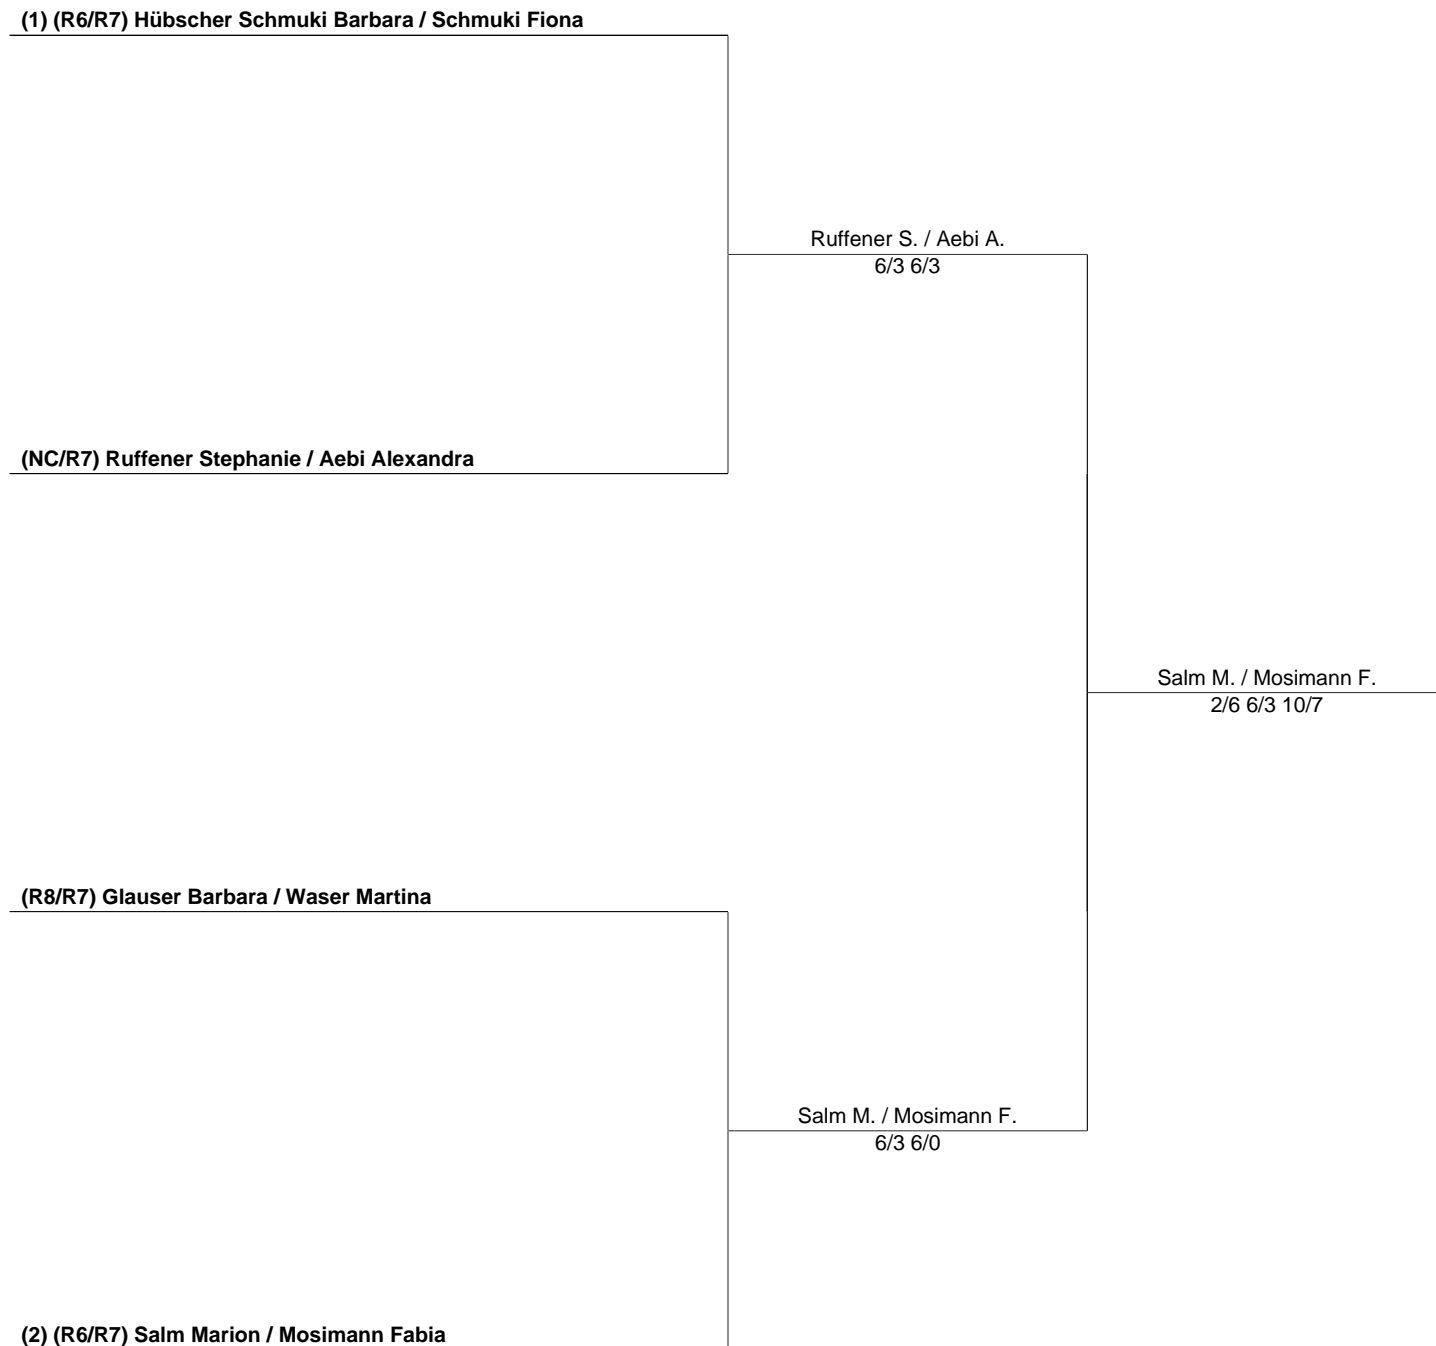 (1) (R6/R7) Hübscher Schmuki Barbara / Schmuki Fiona
Ruffener S. / Aebi A.
6/3 6/3
(NC/R7) Ruffener Stephanie / Aebi Alexandra
Salm M. / Mosimann F.
2/6 6/3 10/7
(R8/R7) Glauser Barbara / Waser Martina
Salm M. / Mosimann F.
6/3 6/0
(2) (R6/R7) Salm Marion / Mosimann Fabia